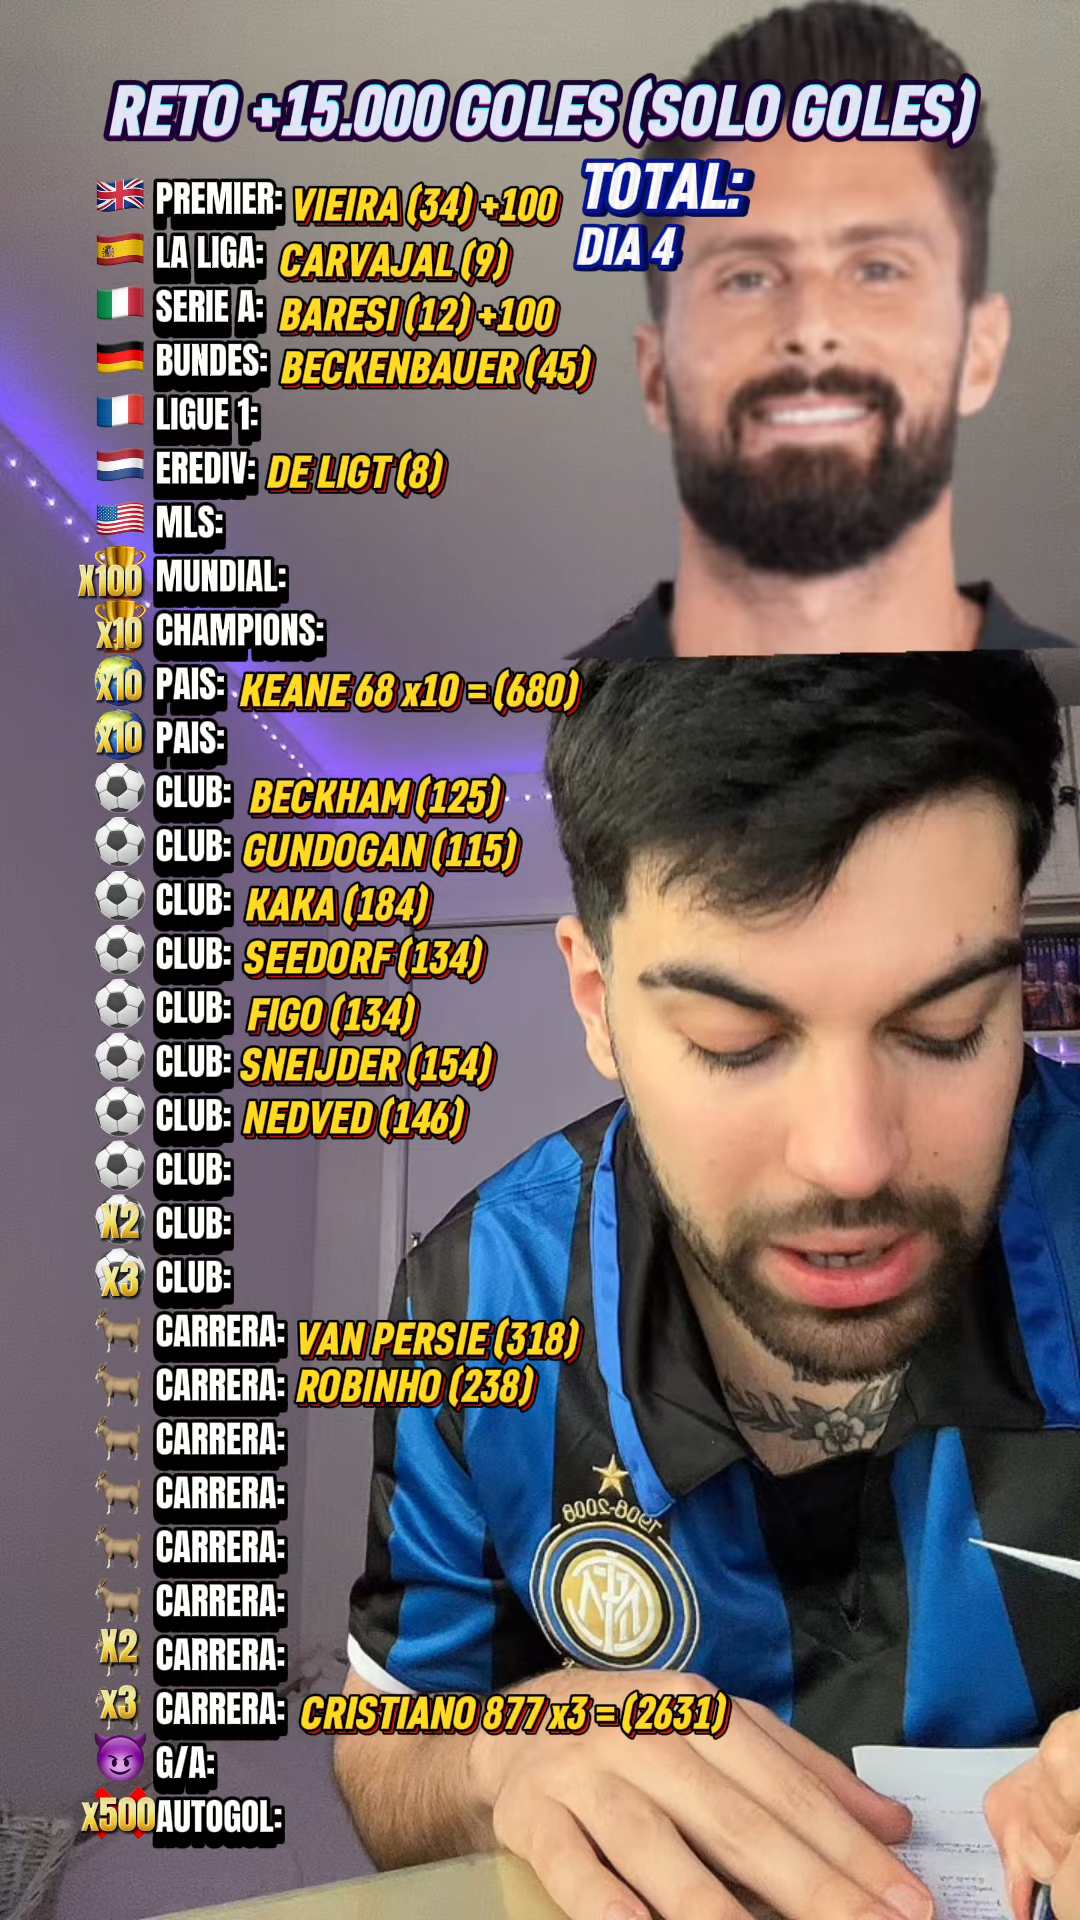 RETO +15.000 GOLES (SOLO GOLES)
TOTAL:
DIA 4
PREMIER: VIEIRA (34) +100
LA LIGA: CARVAJAL (9)
SERIE A: BARESI (12) +100
BUNDES: BECKENBAUER (45)
LIGUE 1:
EREDIV: DE LIGT (8)
MLS:
X100 MUNDIAL:
x10 CHAMPIONS:
X10 PAIS: KEANE 68 x10 = (680)
X10 PAIS:
CLUB: BECKHAM (125)
CLUB: GUNDOGAN (115)
CLUB: KAKA (184)
CLUB: SEEDORF (134)
CLUB: FIGO (134)
CLUB: SNEIJDER (154)
CLUB: NEDVED (146)
CLUB:
X2 CLUB:
x3 CLUB:
CARRERA: VAN PERSIE (318)
CARRERA: ROBINHO (238)
CARRERA:
CARRERA:
CARRERA:
CARRERA:
X2 CARRERA:
x3 CARRERA: CRISTIANO 877 x3 = (2631)
G/A:
x500 AUTOGOL:
1908-2008